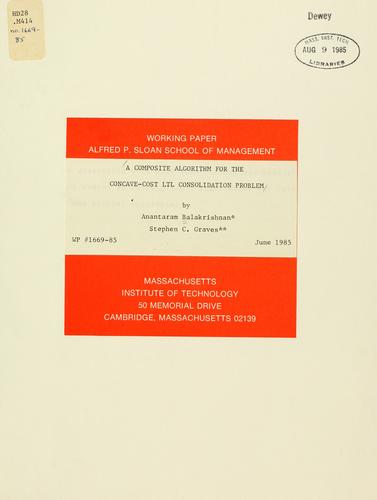 HD28
.M414
no. 1669-
85
Dewey
MASS. INST. TECH.
AUG 9 1985
LIBRARIES
WORKING PAPER
ALFRED P. SLOAN SCHOOL OF MANAGEMENT
A COMPOSITE ALGORITHM FOR THE
CONCAVE-COST LTL CONSOLIDATION PROBLEM
by
Anantaram Balakrishnan*
Stephen C. Graves**
WP #1669-85 June 1985
MASSACHUSETTS
INSTITUTE OF TECHNOLOGY
50 MEMORIAL DRIVE
CAMBRIDGE, MASSACHUSETTS 02139